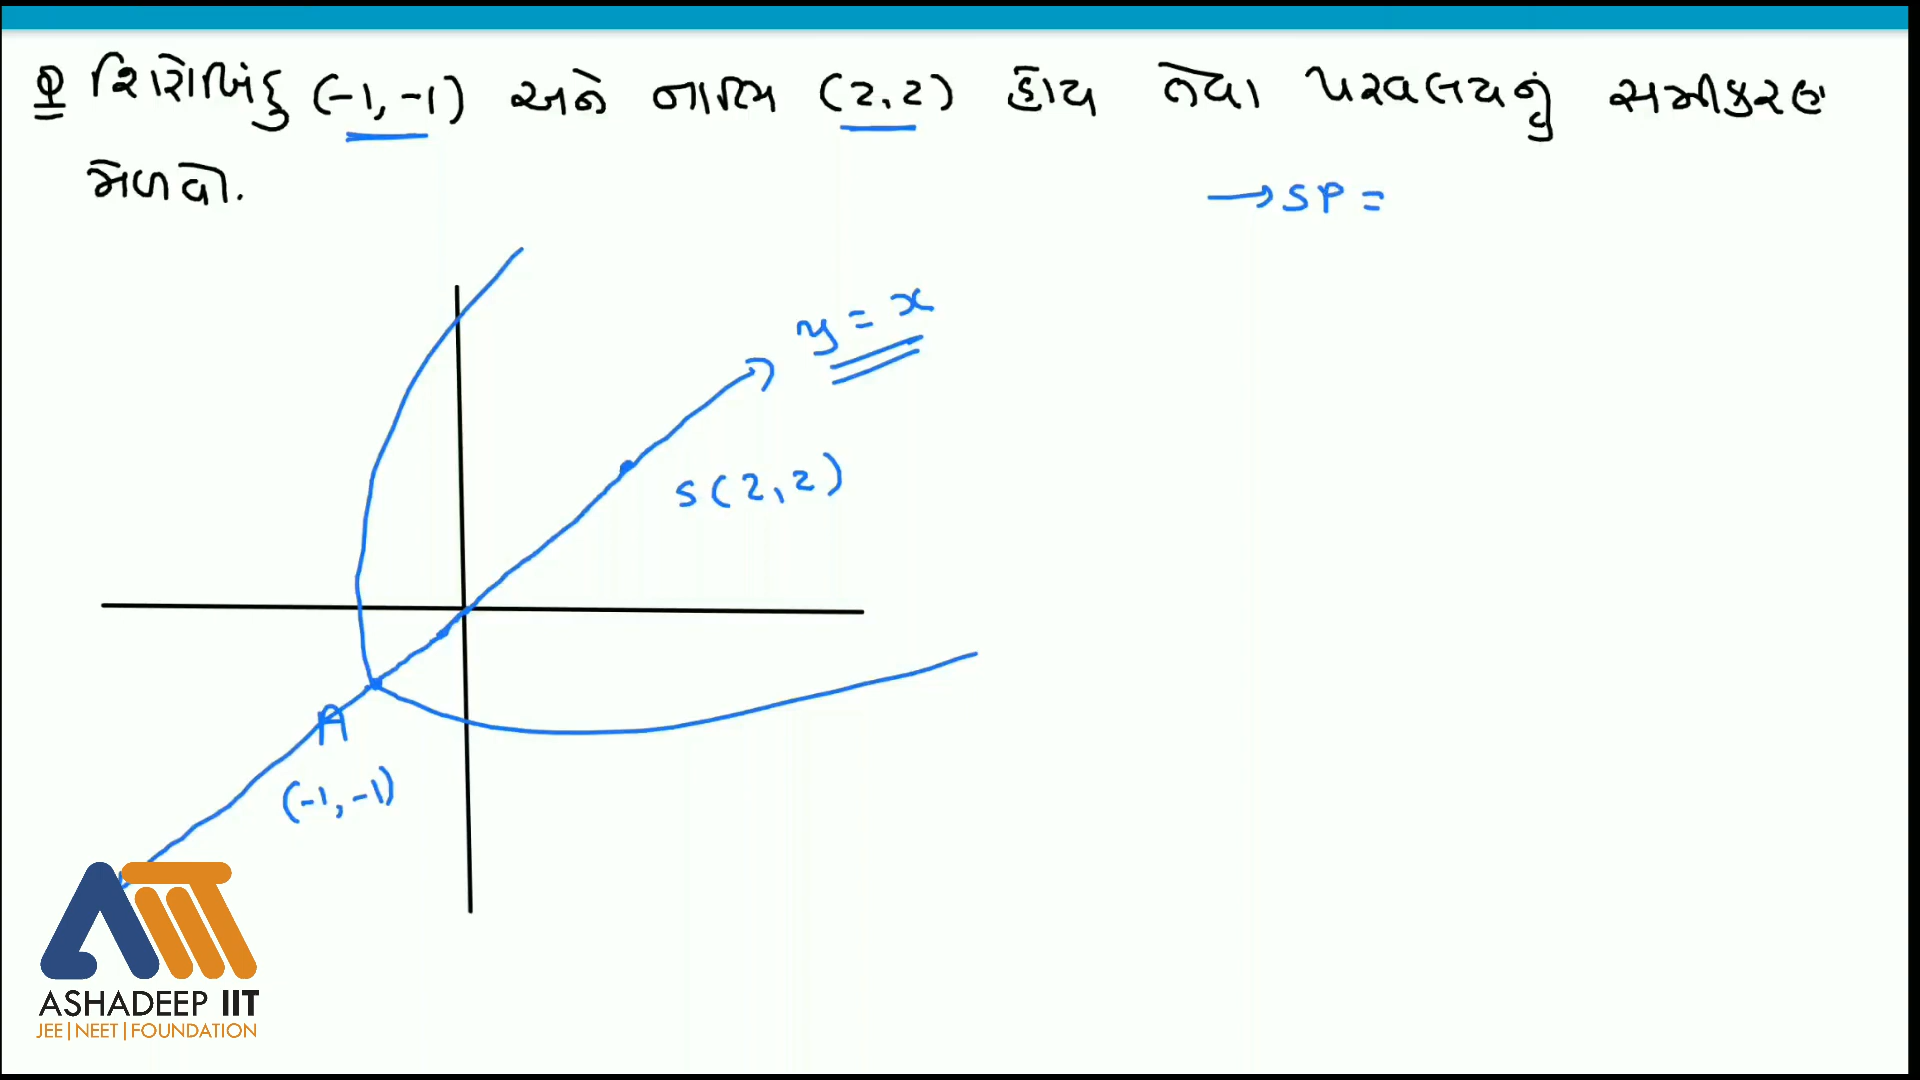 Q શિરોબિંદુ (-1, -1) અને નાભિ (2, 2) હોય તેવા પરવલયનું સમીકરણ
મેળવો.
→ SP =
y = x
S(2, 2)
A
(-1, -1)
ASHADEEP IIT
JEE|NEET|FOUNDATION